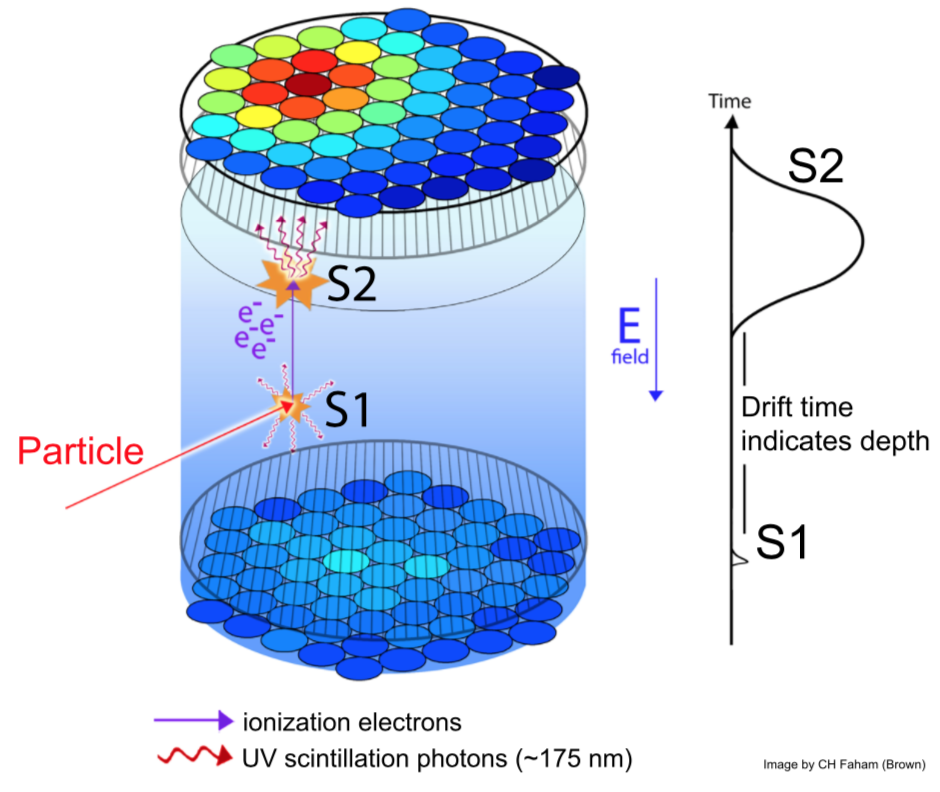 Time
S2
S2
e-
e-
e-
e-
E
field
S1
Drift time
indicates depth
Particle
S1
ionization electrons
UV scintillation photons (~175 nm)
Image by CH Faham (Brown)